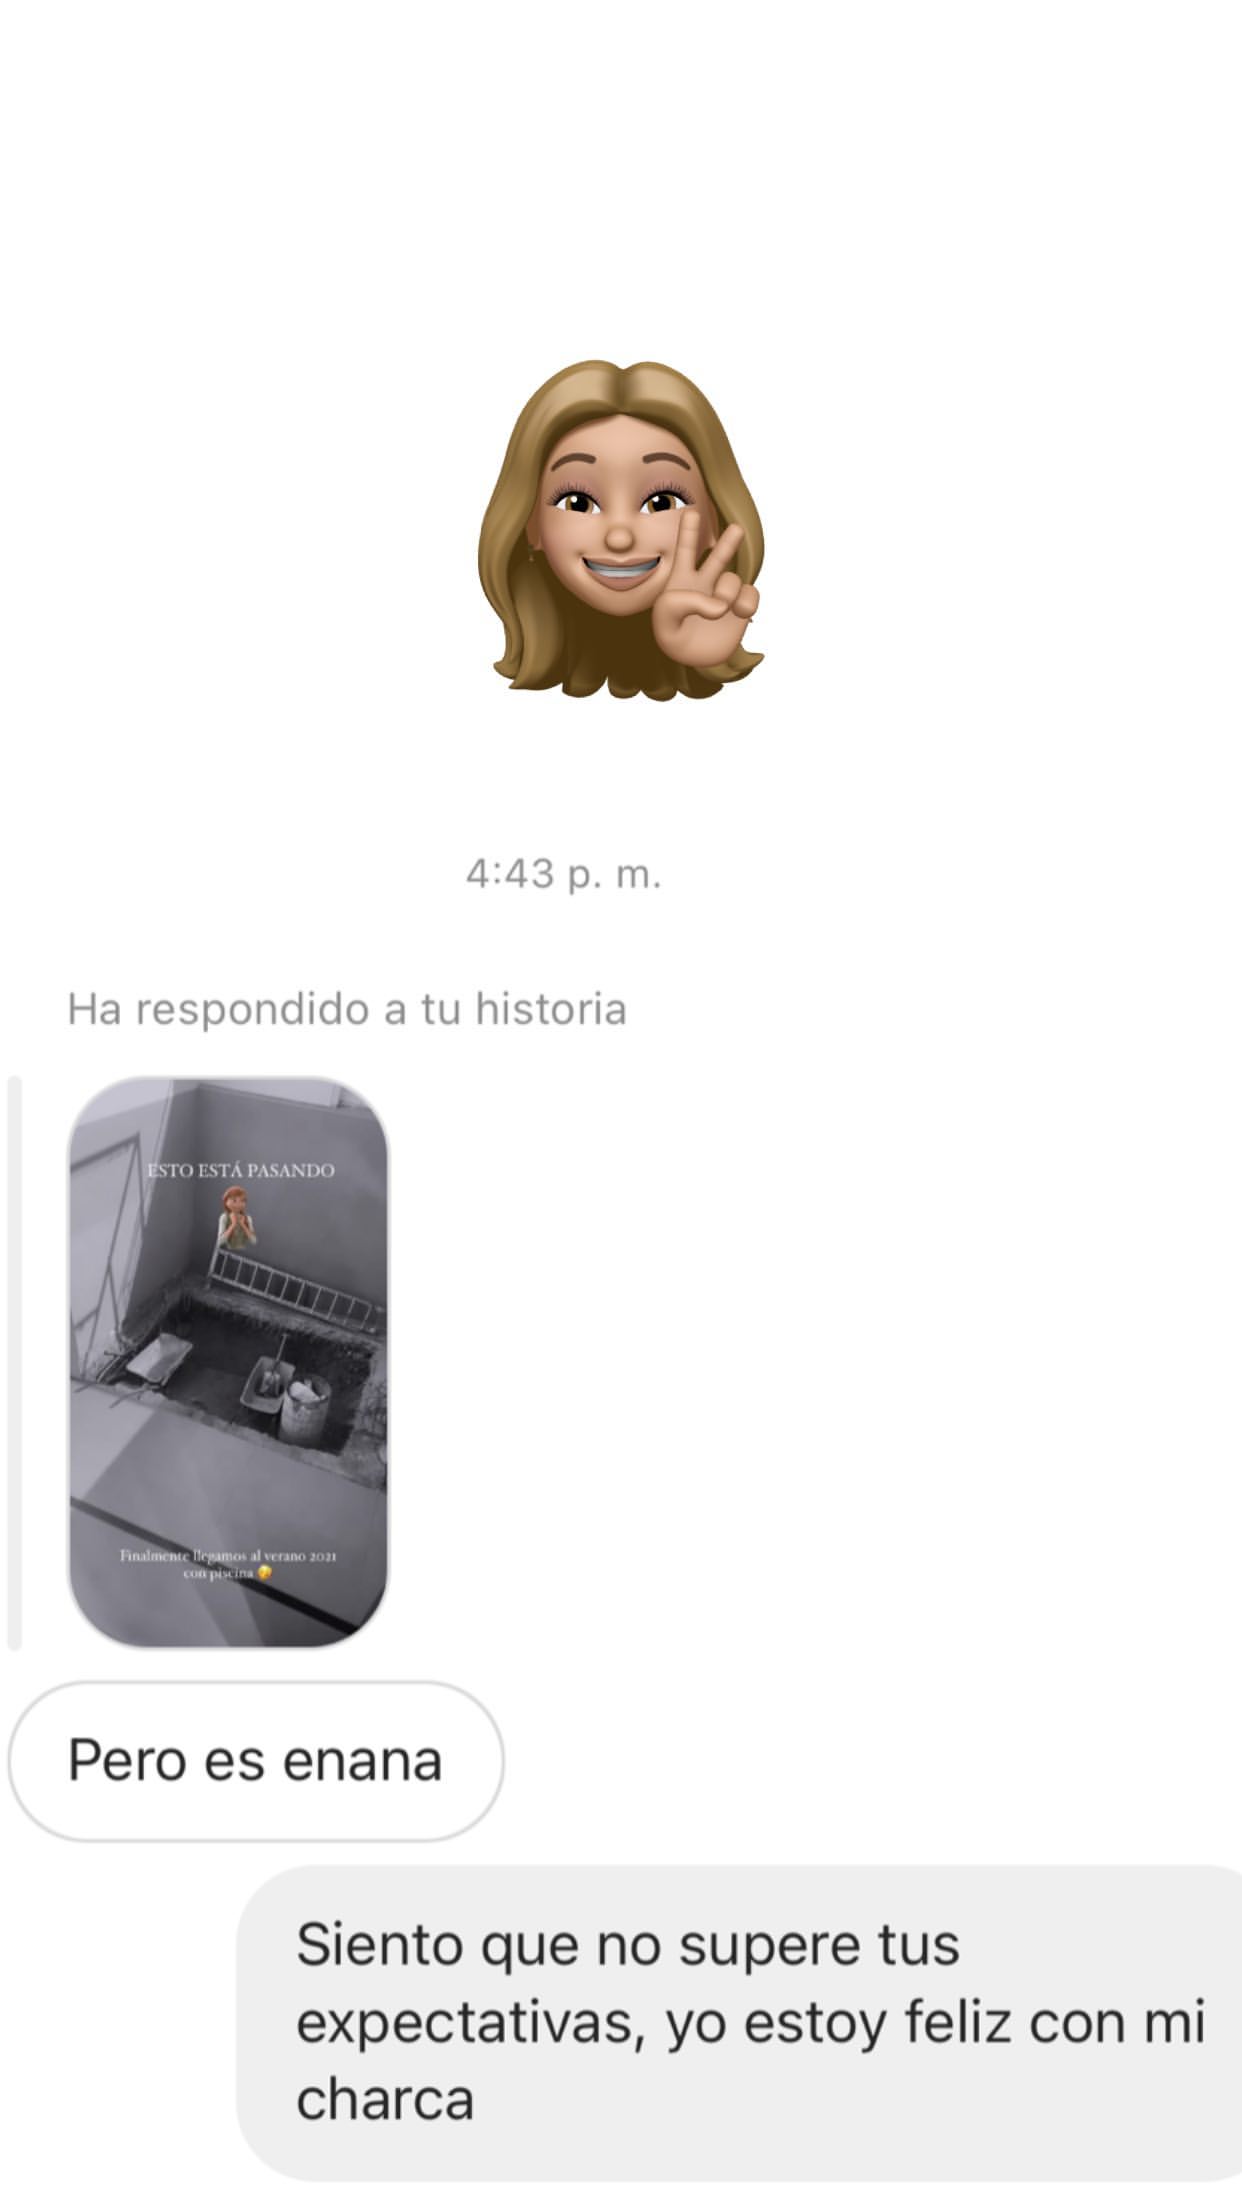 4:43 p. m.
Ha respondido a tu historia
ESTO ESTÁ PASANDO
Finalmente llegamos al verano 2021
con piscina
Pero es enana
Siento que no supere tus
expectativas, yo estoy feliz con mi
charca